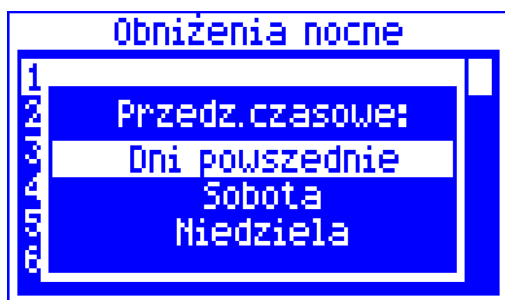 Obniżenia nocne
1
2
Przedz.czasowe:
3
Dni powszednie
4
Sobota
5
Niedziela
6